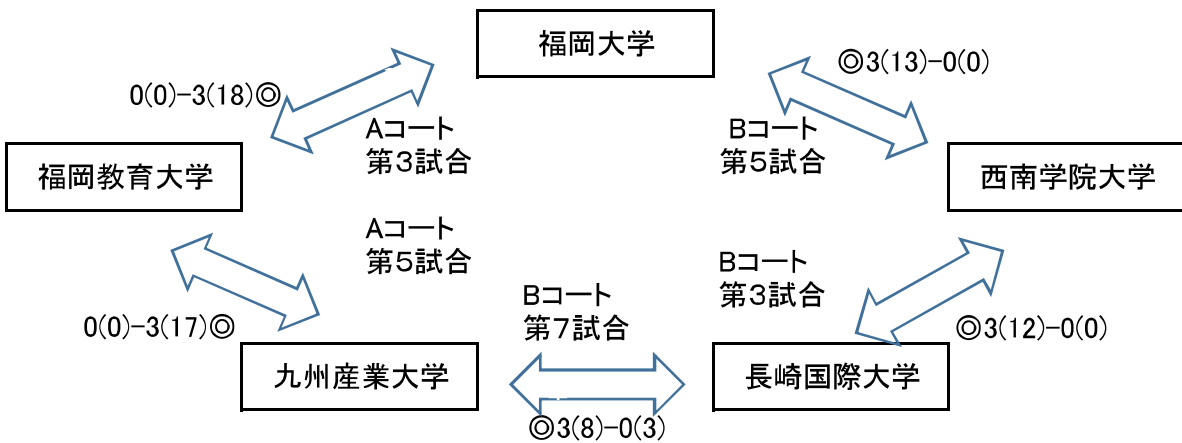 福岡大学
0(0)-3(18)◎
◎3(13)-0(0)
Aコート
第3試合
Bコート
第5試合
福岡教育大学
西南学院大学
Aコート
第5試合
Bコート
第3試合
Bコート
第7試合
0(0)-3(17)◎
◎3(12)-0(0)
九州産業大学
長崎国際大学
◎3(8)-0(3)